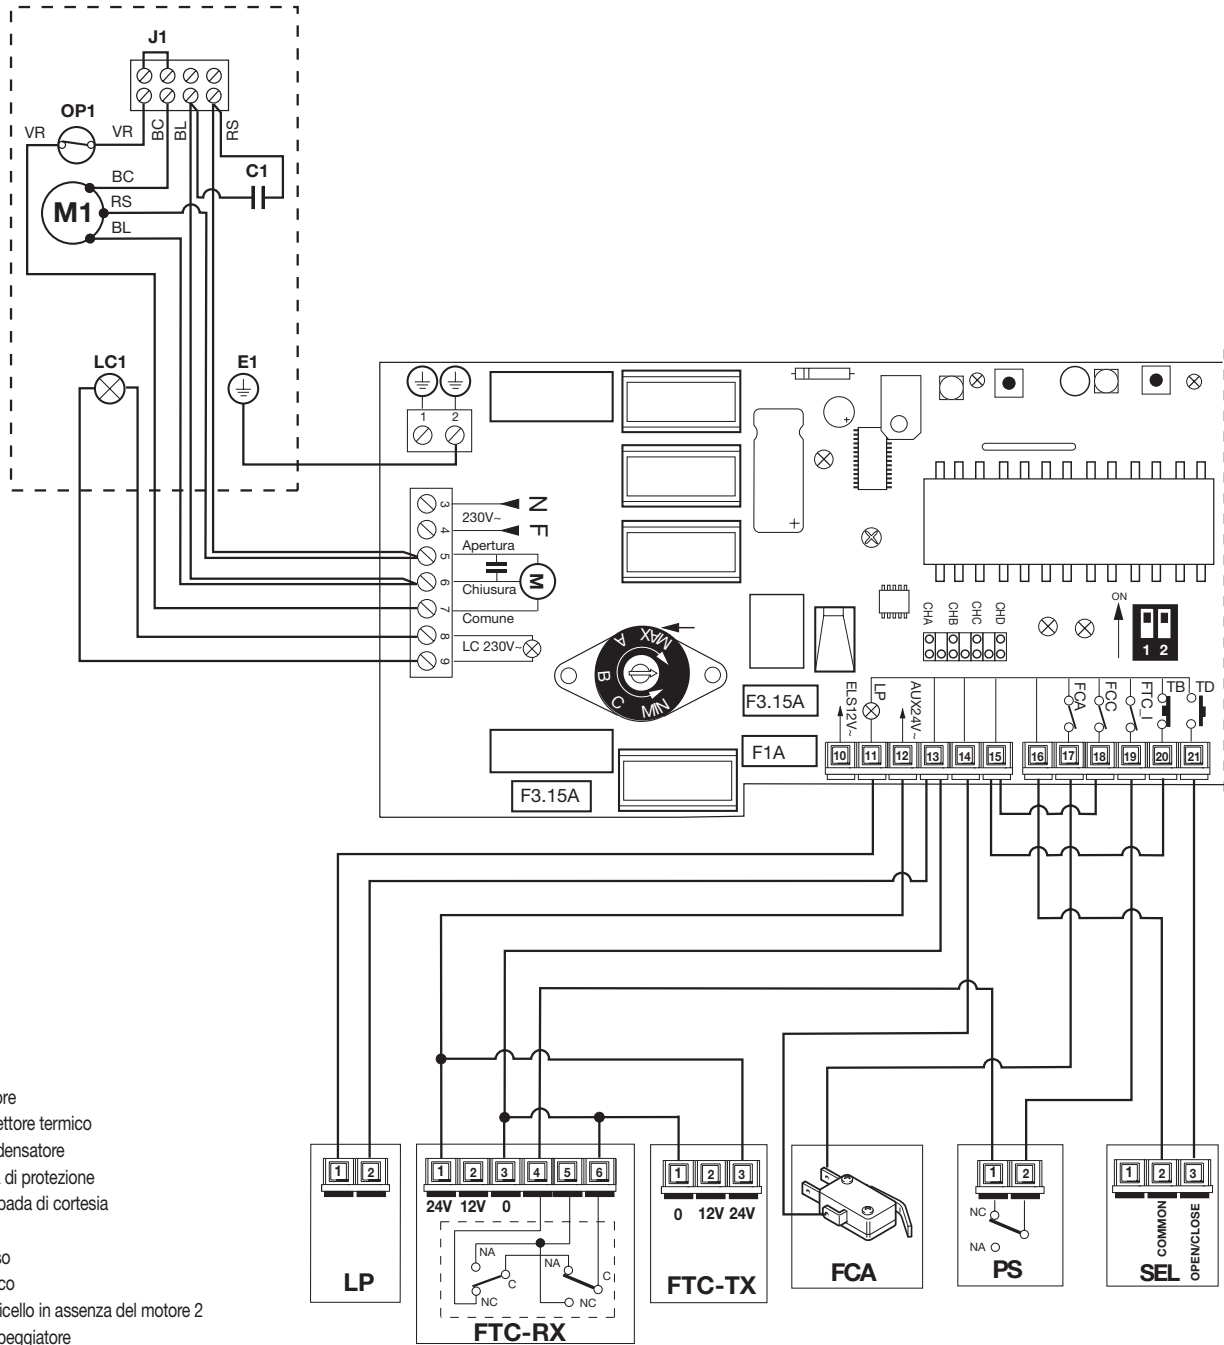 J1
OP1
VR
VR
BC
BL
RS
C1
BC
M1
RS
BL
LC1
E1
1 2
3
N
230V~
4
F
5
Apertura
6
M
Chiusura
7
Comune
8
LC 230V~
9
A
MAX
B
C
MIN
CHA
CHB
CHC
CHD
ON
1 2
F3.15A
F1A
F3.15A
ELS12V~
LP
AUX24V~
FCA
FCC
FTC_I
TB
TD
10 11 12 13 14 15 16 17 18 19 20 21
ettore termico
densatore
di protezione
pada di cortesia
icello in assenza del motore 2
peggiatore
1 2
LP
1 2 3 4 5 6
24V 12V 0
NA
NA
C
C
NC
NC
FTC-RX
1 2 3
0 12V 24V
FTC-TX
FCA
1 2
NC
NA
PS
1 2 3
COMMON
OPEN/CLOSE
SEL